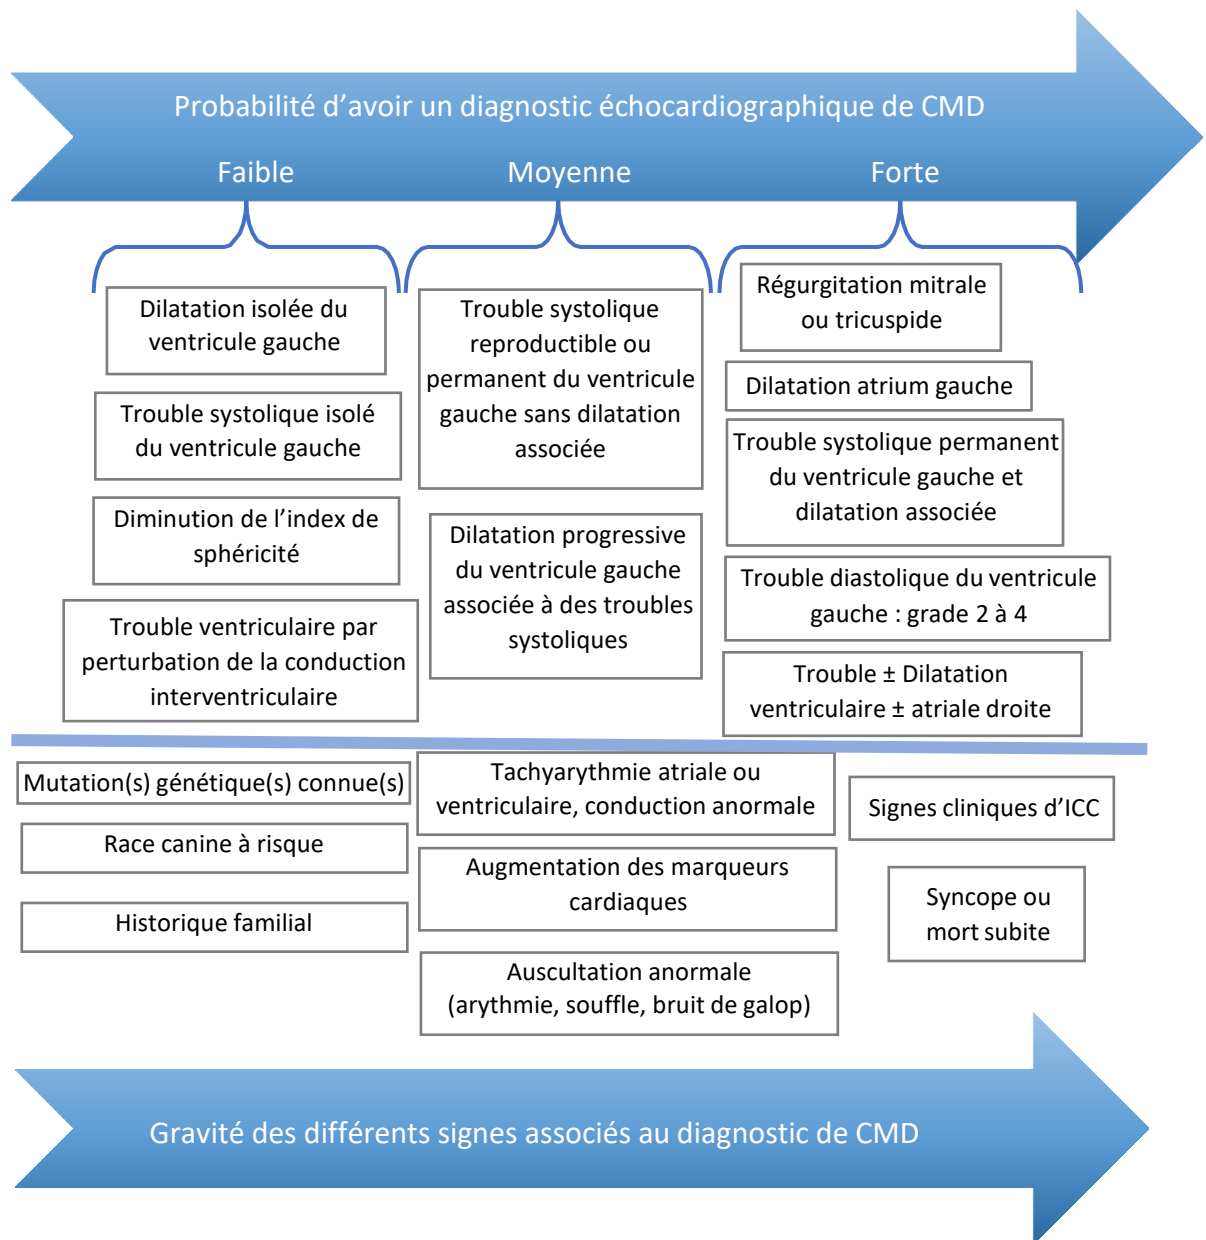 Probabilité d’avoir un diagnostic échocardiographique de CMD
Faible
Moyenne
Forte
Dilatation isolée du
ventricule gauche
Trouble systolique isolé
du ventricule gauche
Diminution de l’index de
sphéricité
Trouble ventriculaire par
perturbation de la conduction
interventriculaire
Trouble systolique
reproductible ou
permanent du ventricule
gauche sans dilatation
associée
Dilatation progressive
du ventricule gauche
associée à des troubles
systoliques
Régurgitation mitrale
ou tricuspide
Dilatation atrium gauche
Trouble systolique permanent
du ventricule gauche et
dilatation associée
Trouble diastolique du ventricule
gauche : grade 2 à 4
Trouble ± Dilatation
ventriculaire ± atriale droite
Mutation(s) génétique(s) connue(s)
Race canine à risque
Historique familial
Tachyarythmie atriale ou
ventriculaire, conduction anormale
Augmentation des marqueurs
cardiaques
Auscultation anormale
(arythmie, souffle, bruit de galop)
Signes cliniques d’ICC
Syncope ou
mort subite
Gravité des différents signes associés au diagnostic de CMD